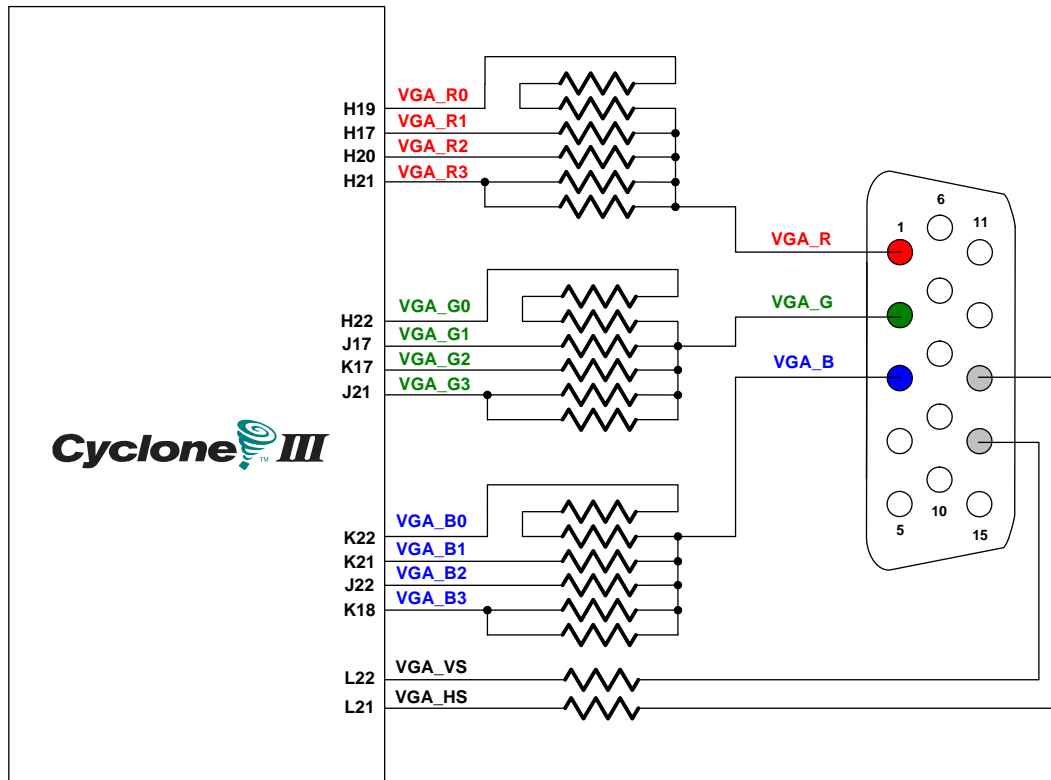 H19 VGA_R0
H17 VGA_R1
H20 VGA_R2
H21 VGA_R3
VGA_R
H22 VGA_G0
J17 VGA_G1
K17 VGA_G2
J21 VGA_G3
VGA_G
VGA_B
6
1
11
5
10
15
Cyclone™ III
K22 VGA_B0
K21 VGA_B1
J22 VGA_B2
K18 VGA_B3
L22 VGA_VS
L21 VGA_HS